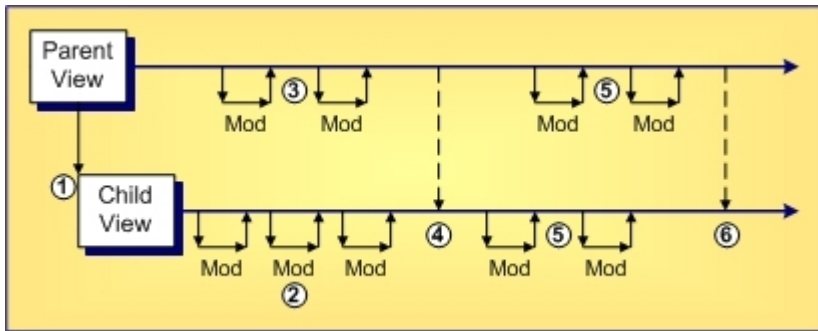 Parent
View
③ ⑤
Mod Mod Mod Mod
①
Child
View
④ ⑤ ⑥
Mod Mod Mod Mod Mod
②